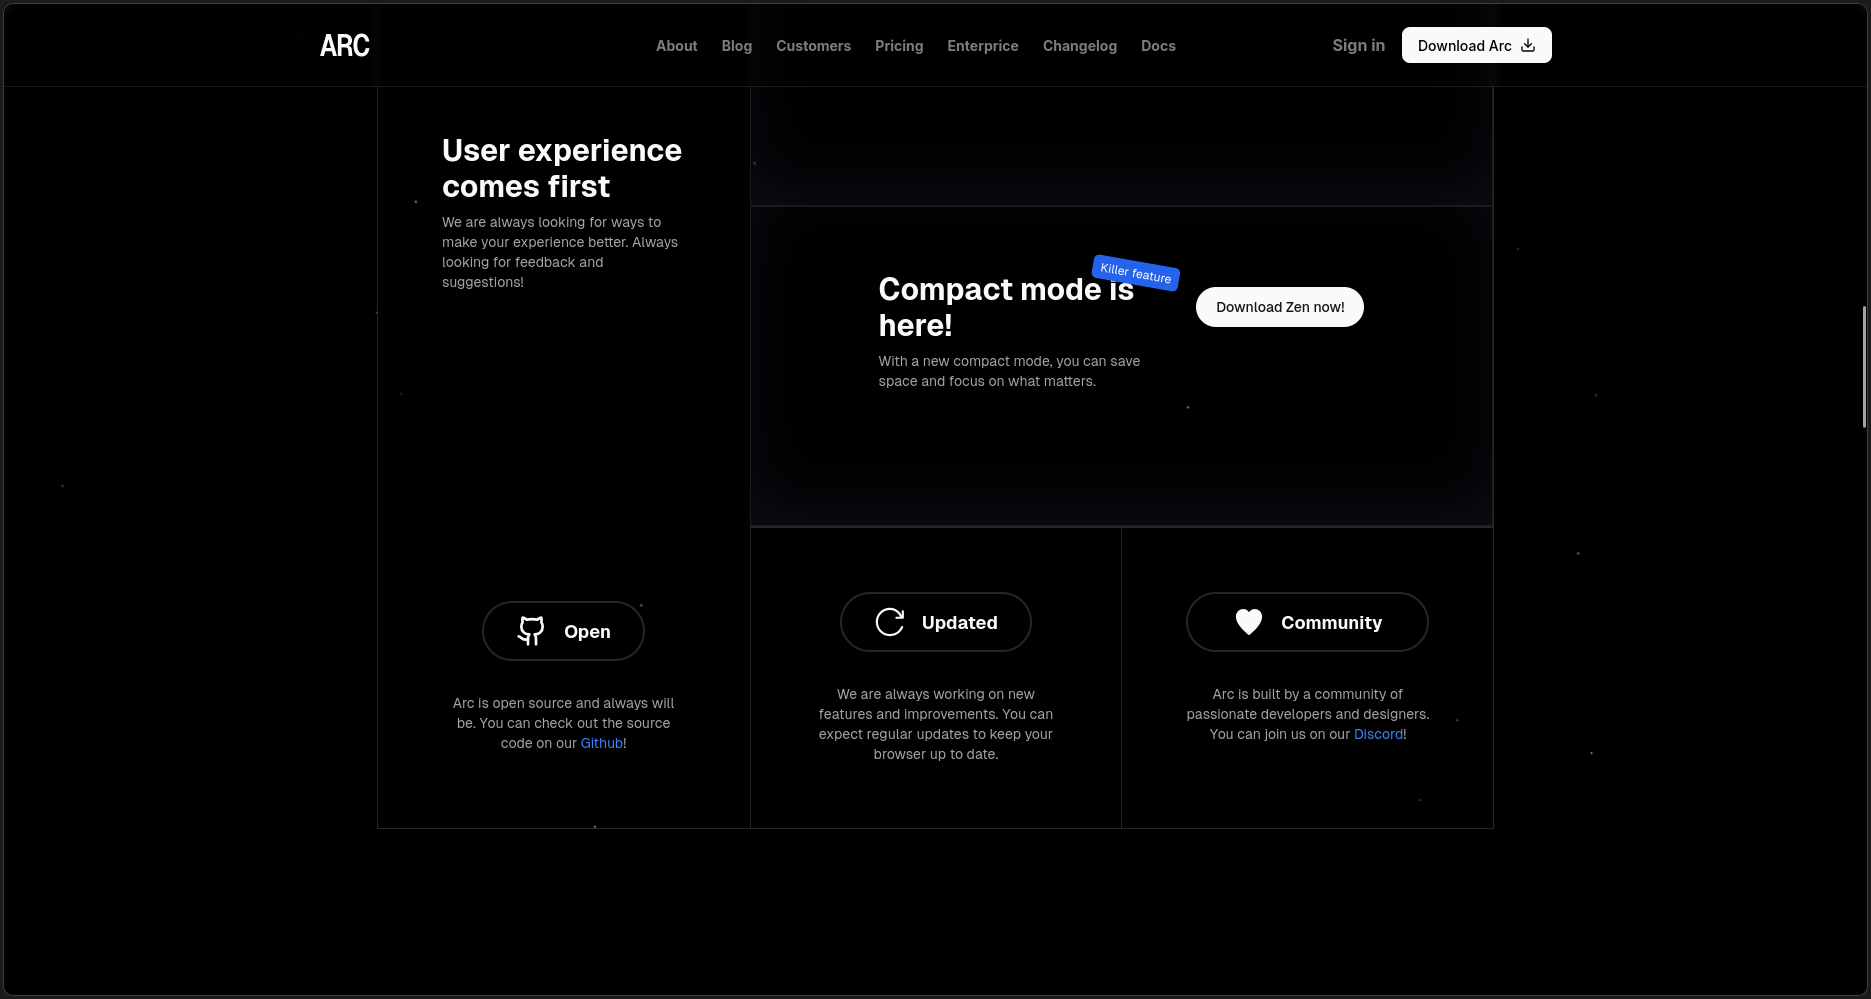 ARC
About Blog Customers Pricing Enterprice Changelog Docs
Sign in
Download Arc
User experience
comes first
We are always looking for ways to
make your experience better. Always
looking for feedback and
suggestions!
Killer feature
Compact mode is
here!
With a new compact mode, you can save
space and focus on what matters.
Download Zen now!
Open
Arc is open source and always will
be. You can check out the source
code on our Github!
Updated
We are always working on new
features and improvements. You can
expect regular updates to keep your
browser up to date.
Community
Arc is built by a community of
passionate developers and designers.
You can join us on our Discord!